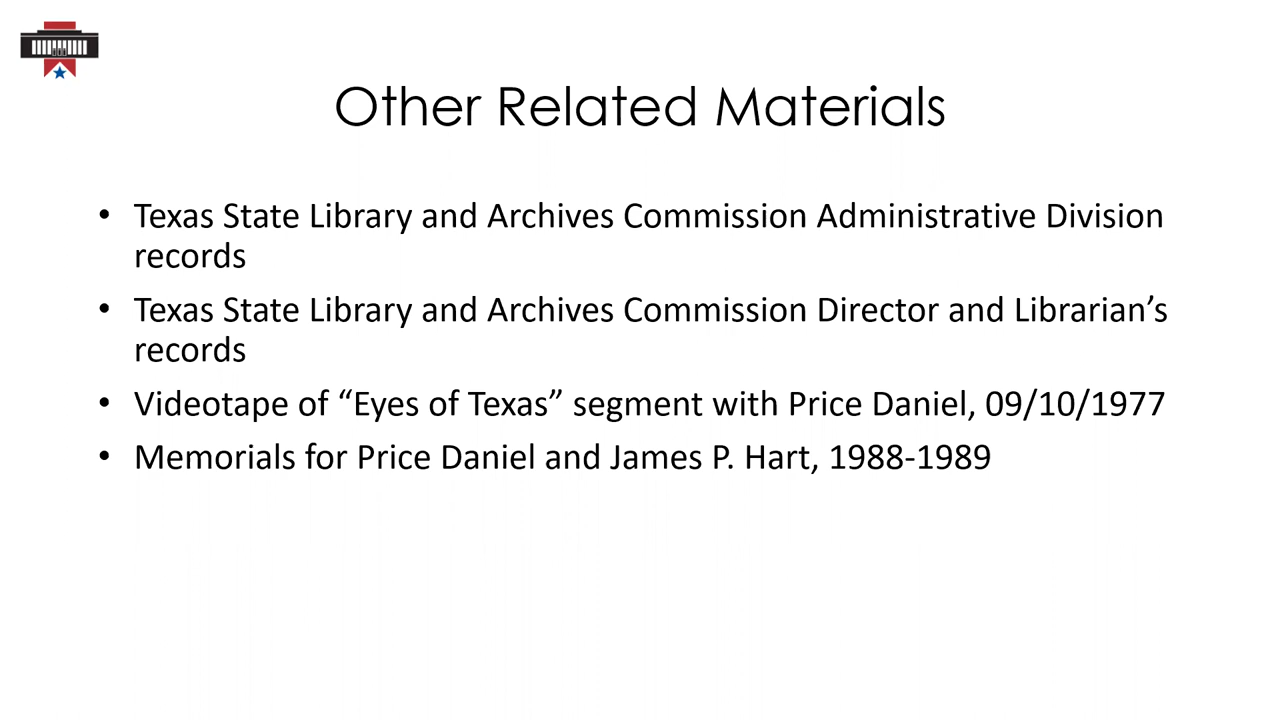 Other Related Materials
• Texas State Library and Archives Commission Administrative Division
records
• Texas State Library and Archives Commission Director and Librarian’s
records
• Videotape of “Eyes of Texas” segment with Price Daniel, 09/10/1977
• Memorials for Price Daniel and James P. Hart, 1988-1989